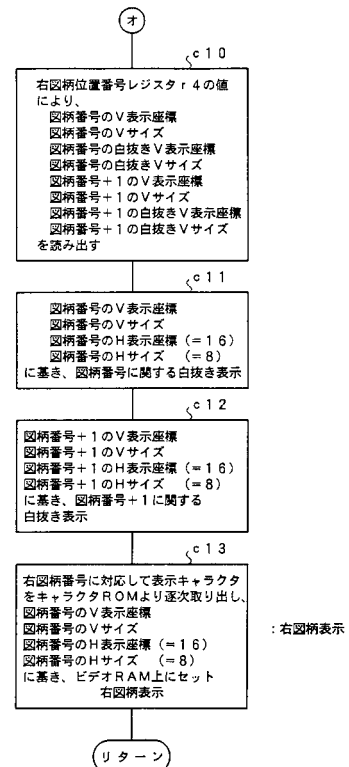 オ
c10
右図柄位置番号レジスタr4の値
により、
図柄番号のV表示座標
図柄番号のVサイズ
図柄番号の白抜きV表示座標
図柄番号の白抜きVサイズ
図柄番号+1のV表示座標
図柄番号+1のVサイズ
図柄番号+1の白抜きV表示座標
図柄番号+1の白抜きVサイズ
を読み出す
c11
図柄番号のV表示座標
図柄番号のVサイズ
図柄番号のH表示座標(=16)
図柄番号のHサイズ (=8)
に基き、図柄番号に関する白抜き表示
c12
図柄番号+1のV表示座標
図柄番号+1のVサイズ
図柄番号+1のH表示座標(=16)
図柄番号+1のHサイズ (=8)
に基き、図柄番号+1に関する
白抜き表示
c13
右図柄番号に対応して表示キャラクタ
をキャラクタROMより逐次取り出し、
図柄番号のV表示座標
図柄番号のVサイズ
図柄番号のH表示座標(=16)
図柄番号のHサイズ (=8)
に基き、ビデオRAM上にセット
右図柄表示
:右図柄表示
リターン